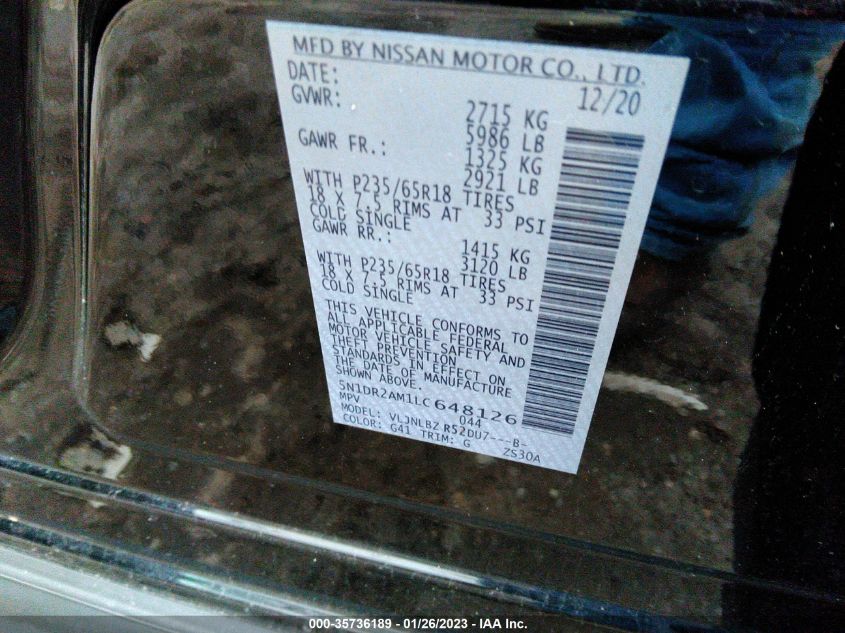 MFD BY NISSAN MOTOR CO., LTD.
DATE: 12/20
GVWR: 2715 KG
5986 LB
GAWR FR.: 1325 KG
2921 LB
WITH P235/65R18 TIRES
18 X 7.5 RIMS AT 33 PSI
COLD SINGLE
GAWR RR.: 1415 KG
3120 LB
WITH P235/65R18 TIRES
18 X 7.5 RIMS AT 33 PSI
COLD SINGLE
THIS VEHICLE CONFORMS TO
ALL APPLICABLE FEDERAL
MOTOR VEHICLE SAFETY AND
THEFT PREVENTION
STANDARDS IN EFFECT ON
THE DATE OF MANUFACTURE
SHOWN ABOVE.
5N1DR2AM1LC648126
MPV 044
MODEL: VLJNLBZ R52DU7---B-
COLOR: G41 TRIM: G ZS30A
000-35736189 - 01/26/2023 - IAA Inc.